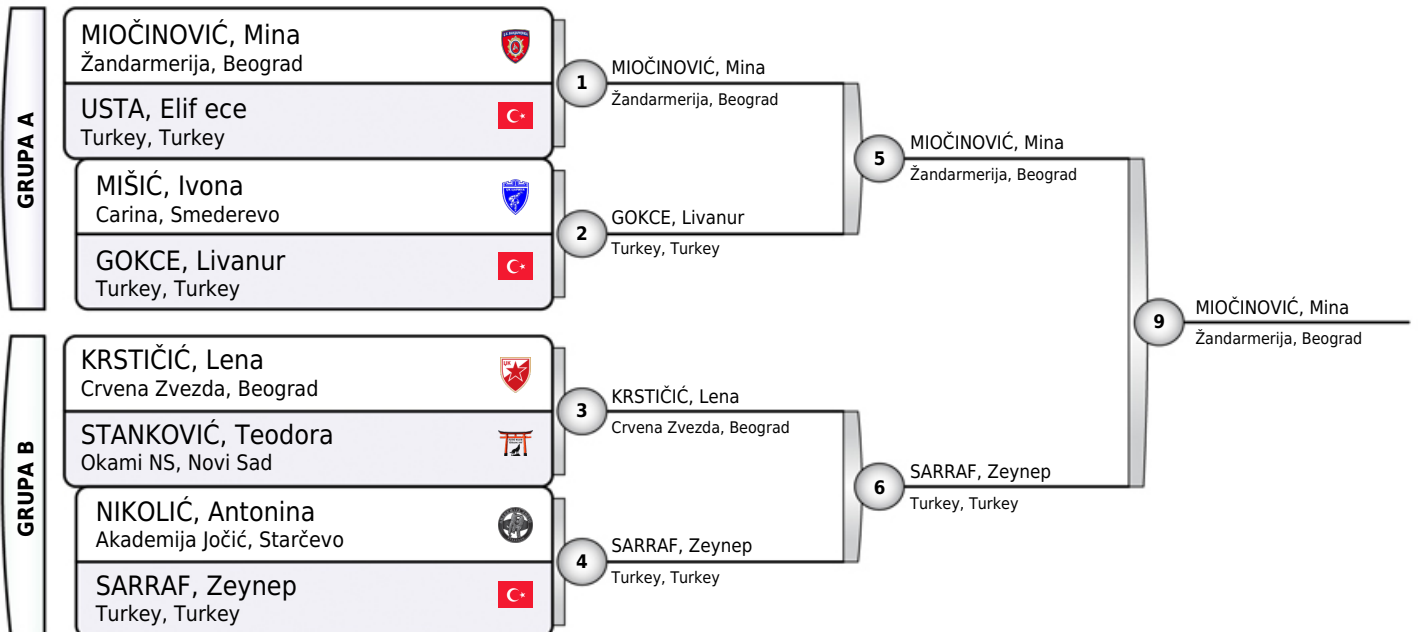 GRUPA A
MIOČINOVIĆ, Mina
Žandarmerija, Beograd
USTA, Elif ece
Turkey, Turkey
MIŠIĆ, Ivona
Carina, Smederevo
GOKCE, Livanur
Turkey, Turkey
GRUPA B
KRSTIČIĆ, Lena
Crvena Zvezda, Beograd
STANKOVIĆ, Teodora
Okami NS, Novi Sad
NIKOLIĆ, Antonina
Akademija Jočić, Starčevo
SARRAF, Zeynep
Turkey, Turkey
1
MIOČINOVIĆ, Mina
Žandarmerija, Beograd
2
GOKCE, Livanur
Turkey, Turkey
3
KRSTIČIĆ, Lena
Crvena Zvezda, Beograd
4
SARRAF, Zeynep
Turkey, Turkey
5
MIOČINOVIĆ, Mina
Žandarmerija, Beograd
6
SARRAF, Zeynep
Turkey, Turkey
9
MIOČINOVIĆ, Mina
Žandarmerija, Beograd